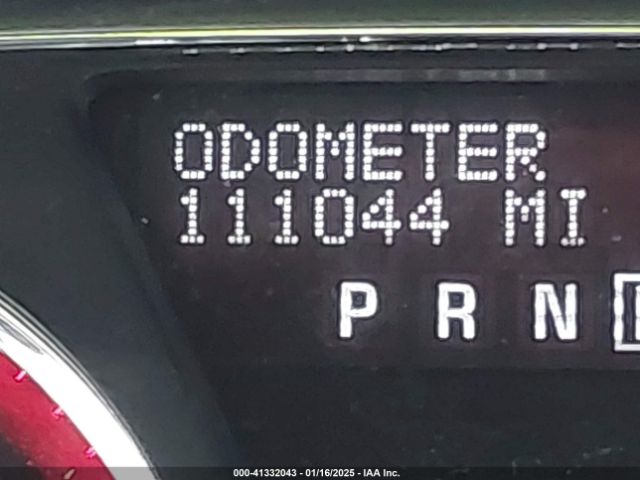 ODOMETER
111044 MI
P R N
000-41332043 - 01/16/2025 - IAA Inc.